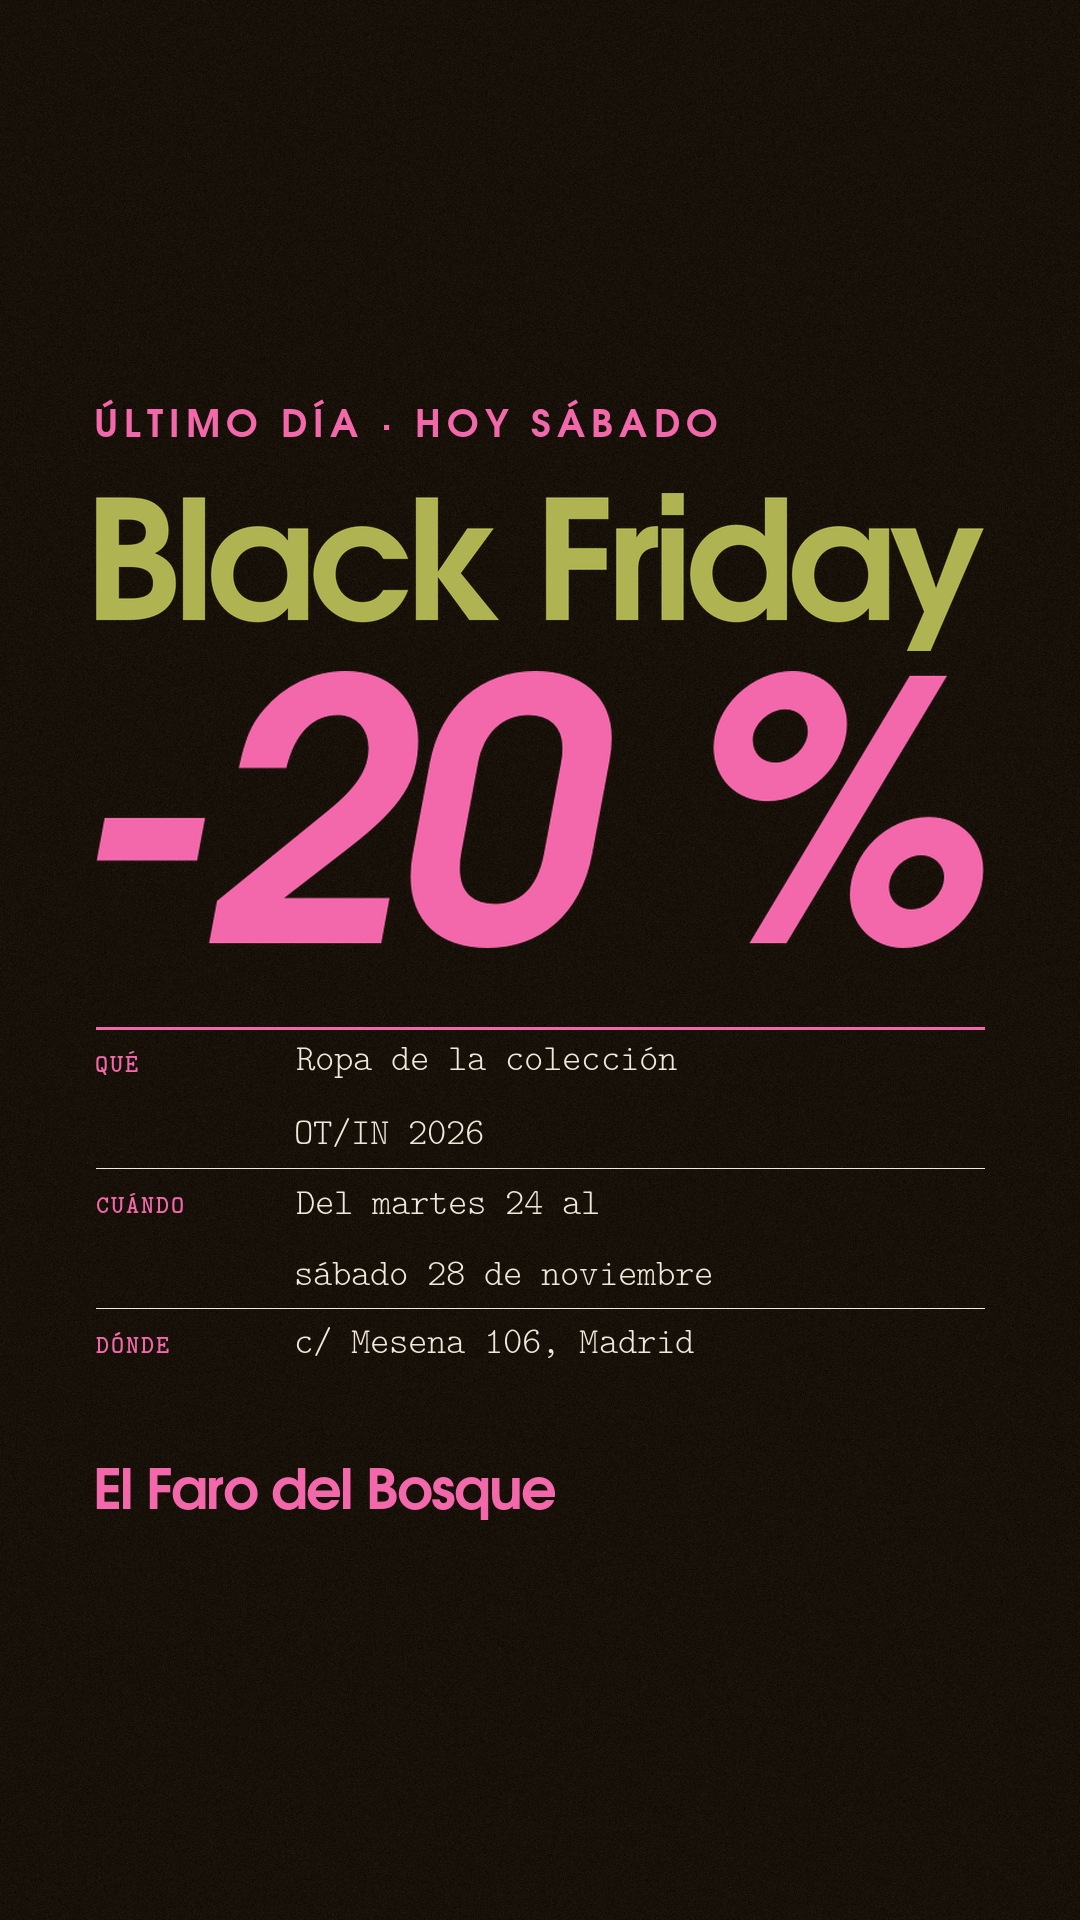 ÚLTIMO DÍA · HOY SÁBADO
Black Friday
-20 %
QUÉ Ropa de la colección
OT/IN 2026
CUÁNDO Del martes 24 al
sábado 28 de noviembre
DÓNDE c/ Mesena 106, Madrid
El Faro del Bosque